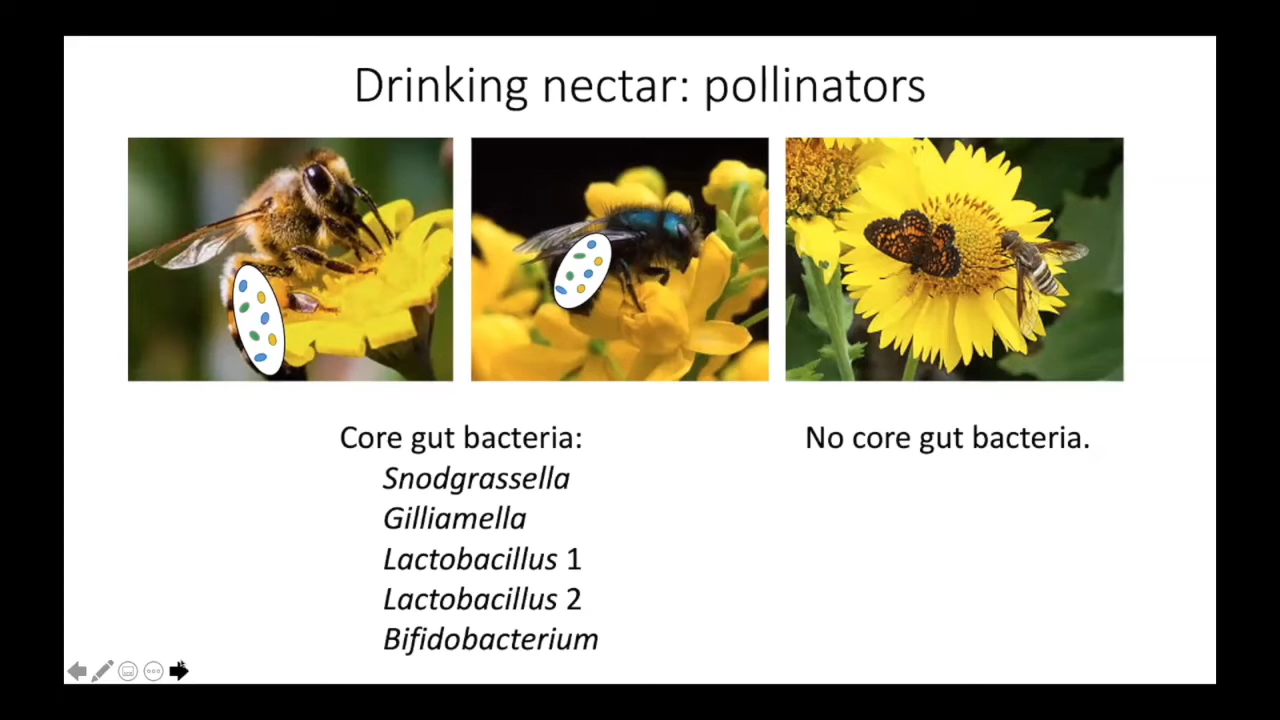 Drinking nectar: pollinators
Core gut bacteria:
Snodgrassella
Gilliamella
Lactobacillus 1
Lactobacillus 2
Bifidobacterium
No core gut bacteria.